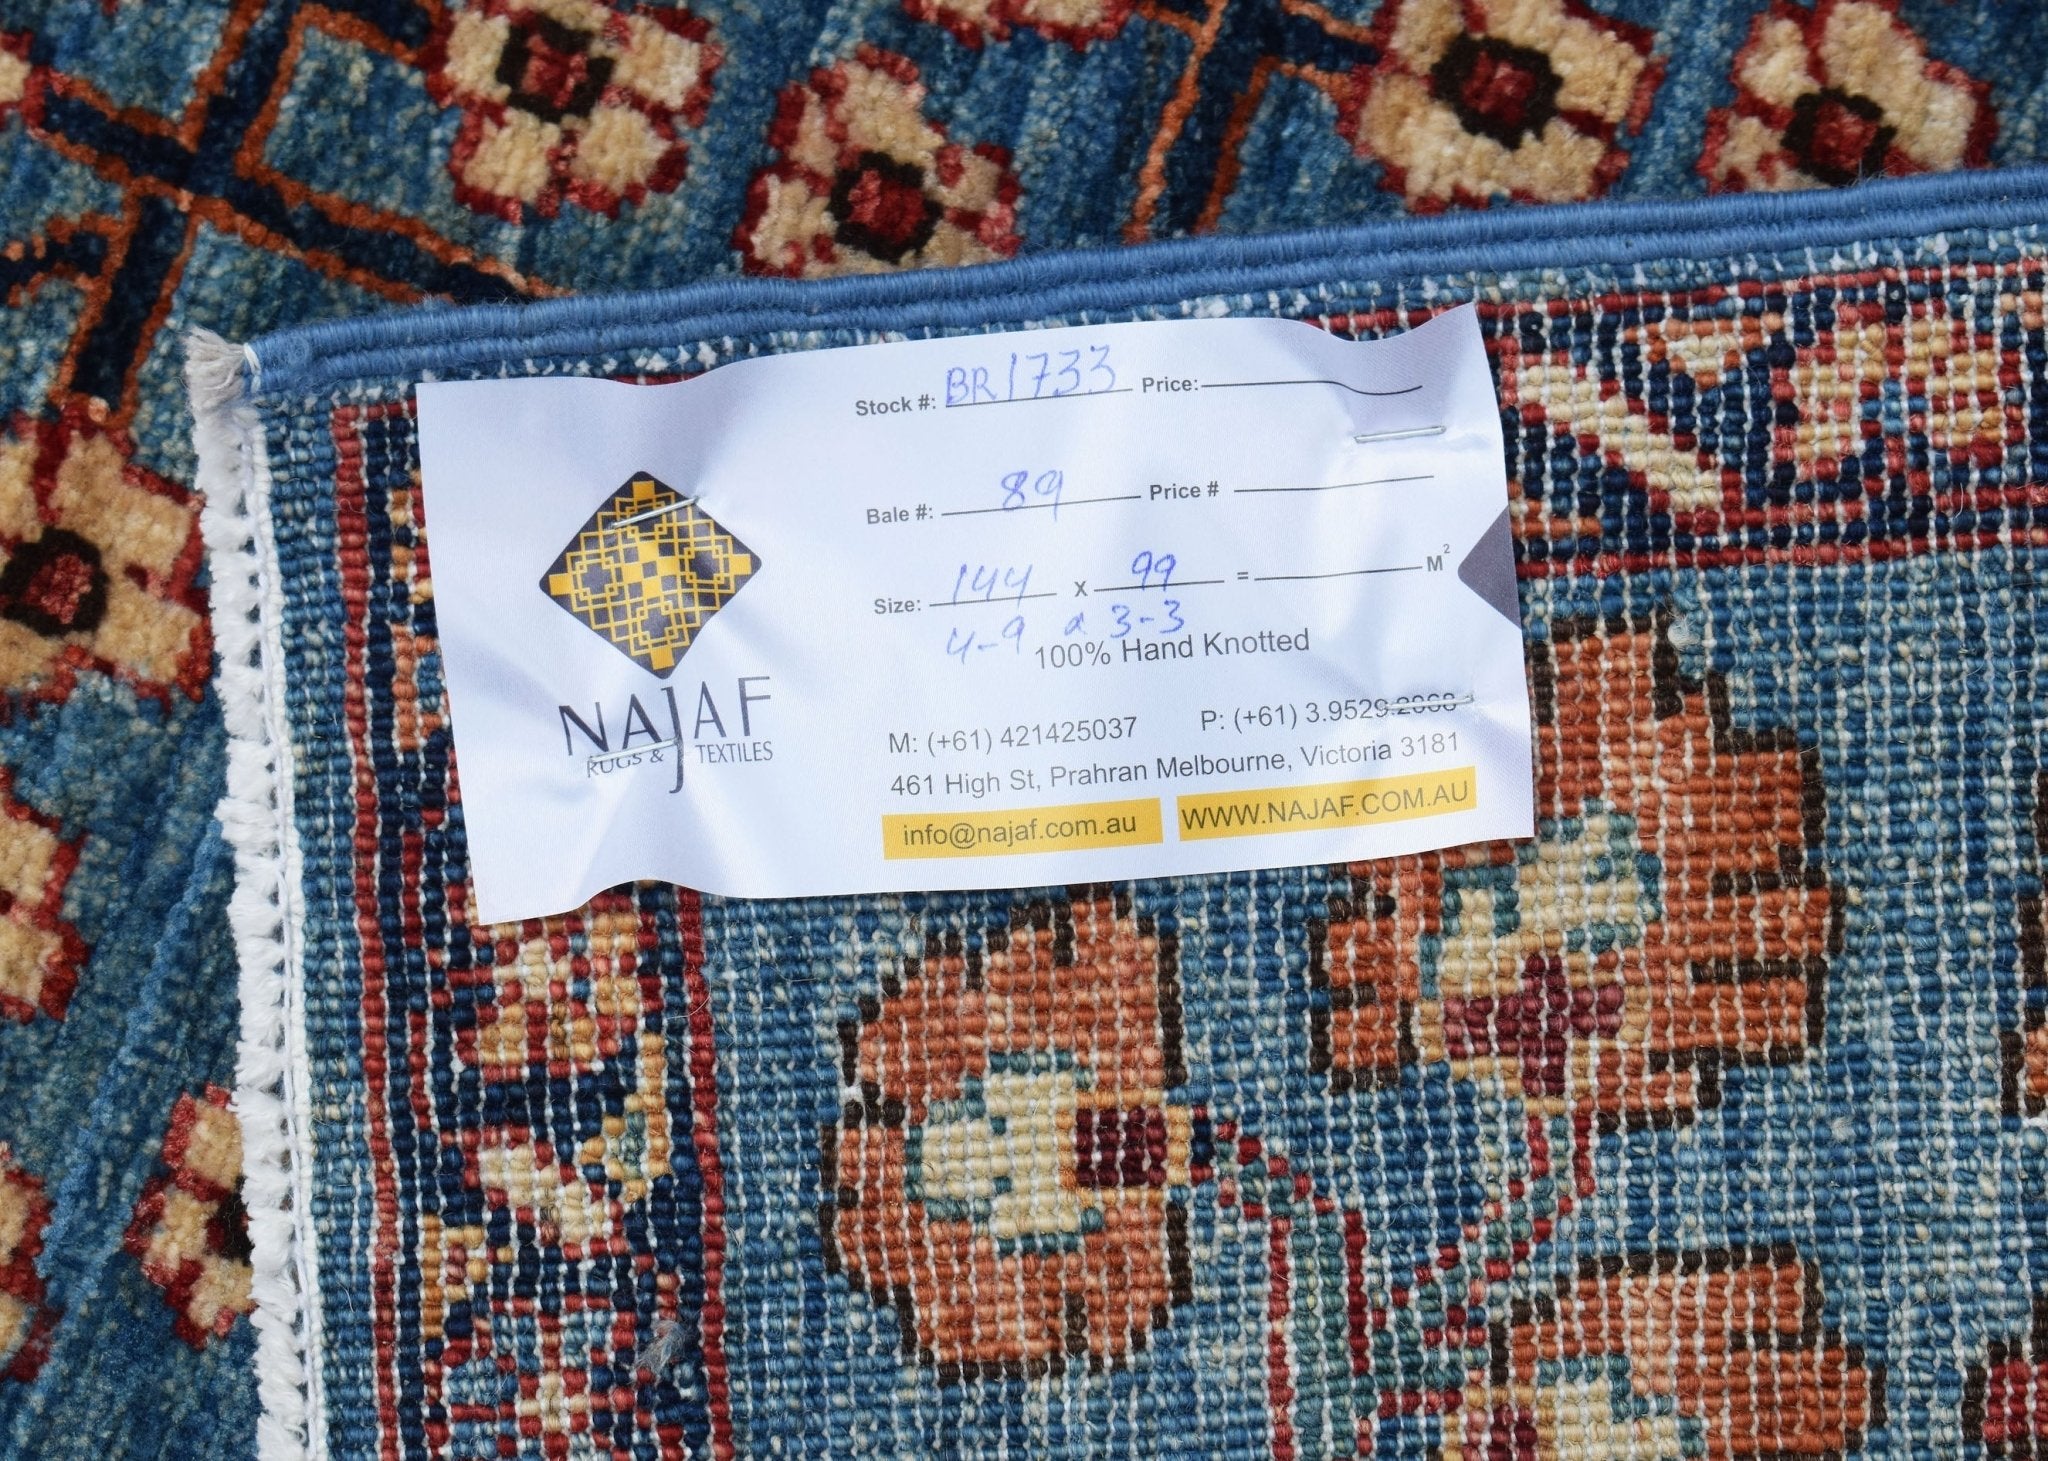 Stock #: BR1733 Price:
Bale #: 89 Price #
Size: 144 x 99 = M²
4-9 x 3-3
100% Hand Knotted
NAJAF
RUGS & TEXTILES
M: (+61) 421425037 P: (+61) 3.9529.2068
461 High St, Prahran Melbourne, Victoria 3181
info@najaf.com.au WWW.NAJAF.COM.AU